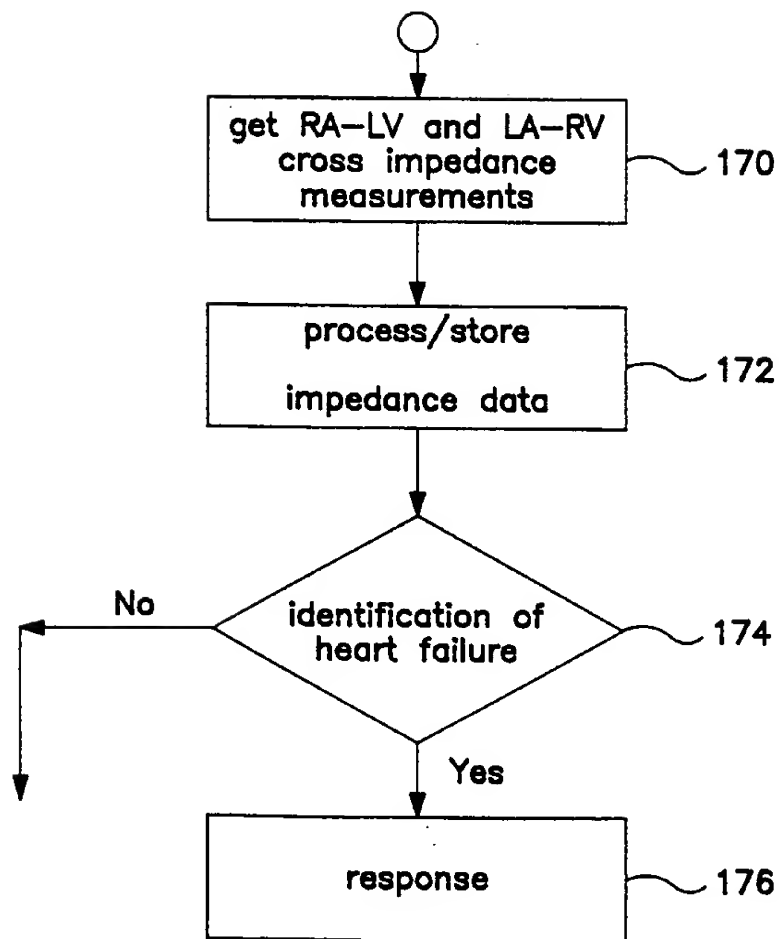 get RA-LV and LA-RV
cross impedance
measurements
170
process/store
impedance data
172
No
identification of
heart failure
174
Yes
response
176